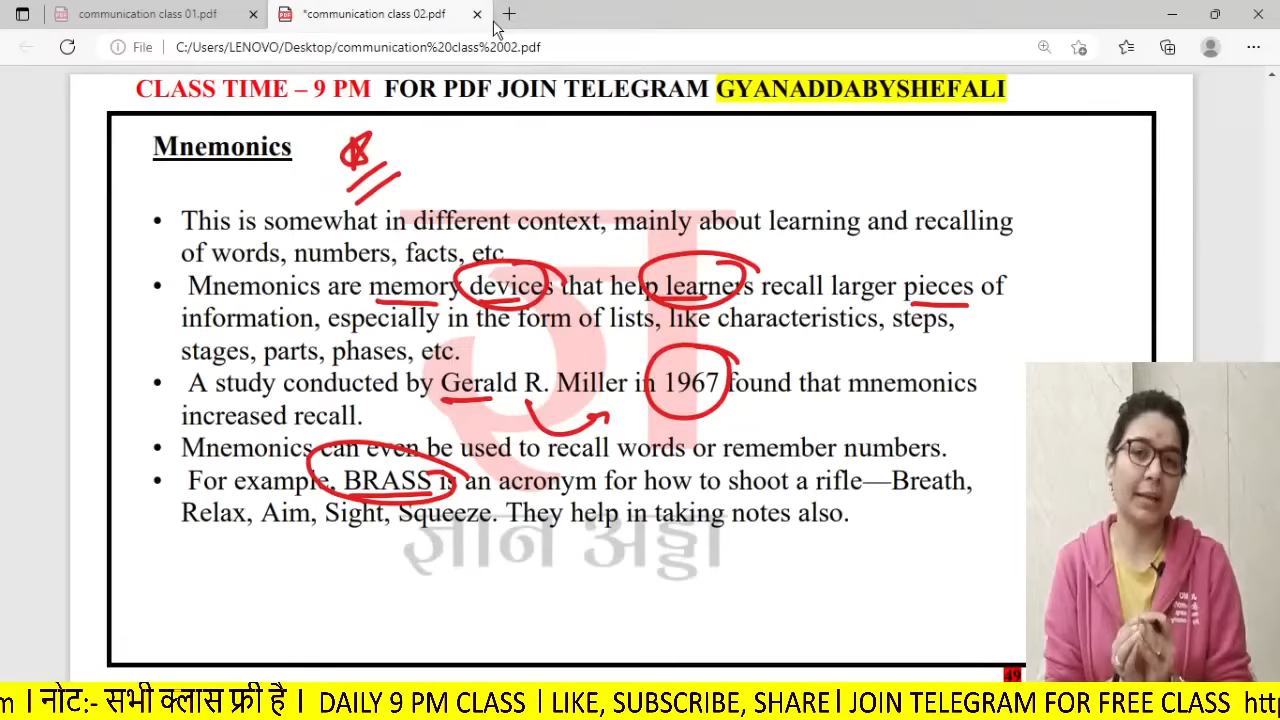 communication class 01.pdf
*communication class 02.pdf
File
C:/Users/LENOVO/Desktop/communication%20class%2002.pdf
CLASS TIME – 9 PM FOR PDF JOIN TELEGRAM GYANADDABYSHEFALI
Mnemonics
• This is somewhat in different context, mainly about learning and recalling
of words, numbers, facts, etc.
• Mnemonics are memory devices that help learners recall larger pieces of
information, especially in the form of lists, like characteristics, steps,
stages, parts, phases, etc.
• A study conducted by Gerald R. Miller in 1967 found that mnemonics
increased recall.
• Mnemonics can even be used to recall words or remember numbers.
• For example, BRASS is an acronym for how to shoot a rifle—Breath,
Relax, Aim, Sight, Squeeze. They help in taking notes also.
ज्ञान अड्डा
49
m । नोट:- सभी क्लास फ्री है । DAILY 9 PM CLASS । LIKE, SUBSCRIBE, SHARE। JOIN TELEGRAM FOR FREE CLASS htt